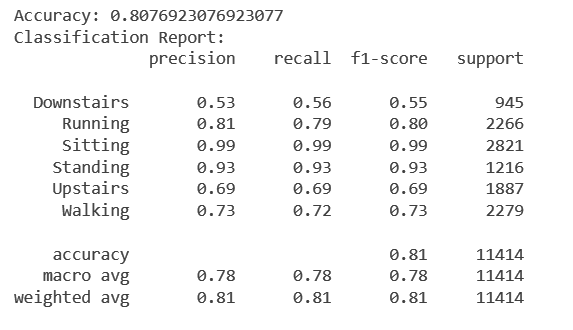 Accuracy: 0.8076923076923077
Classification Report:
precision recall f1-score support
Downstairs 0.53 0.56 0.55 945
Running 0.81 0.79 0.80 2266
Sitting 0.99 0.99 0.99 2821
Standing 0.93 0.93 0.93 1216
Upstairs 0.69 0.69 0.69 1887
Walking 0.73 0.72 0.73 2279
accuracy 0.81 11414
macro avg 0.78 0.78 0.78 11414
weighted avg 0.81 0.81 0.81 11414